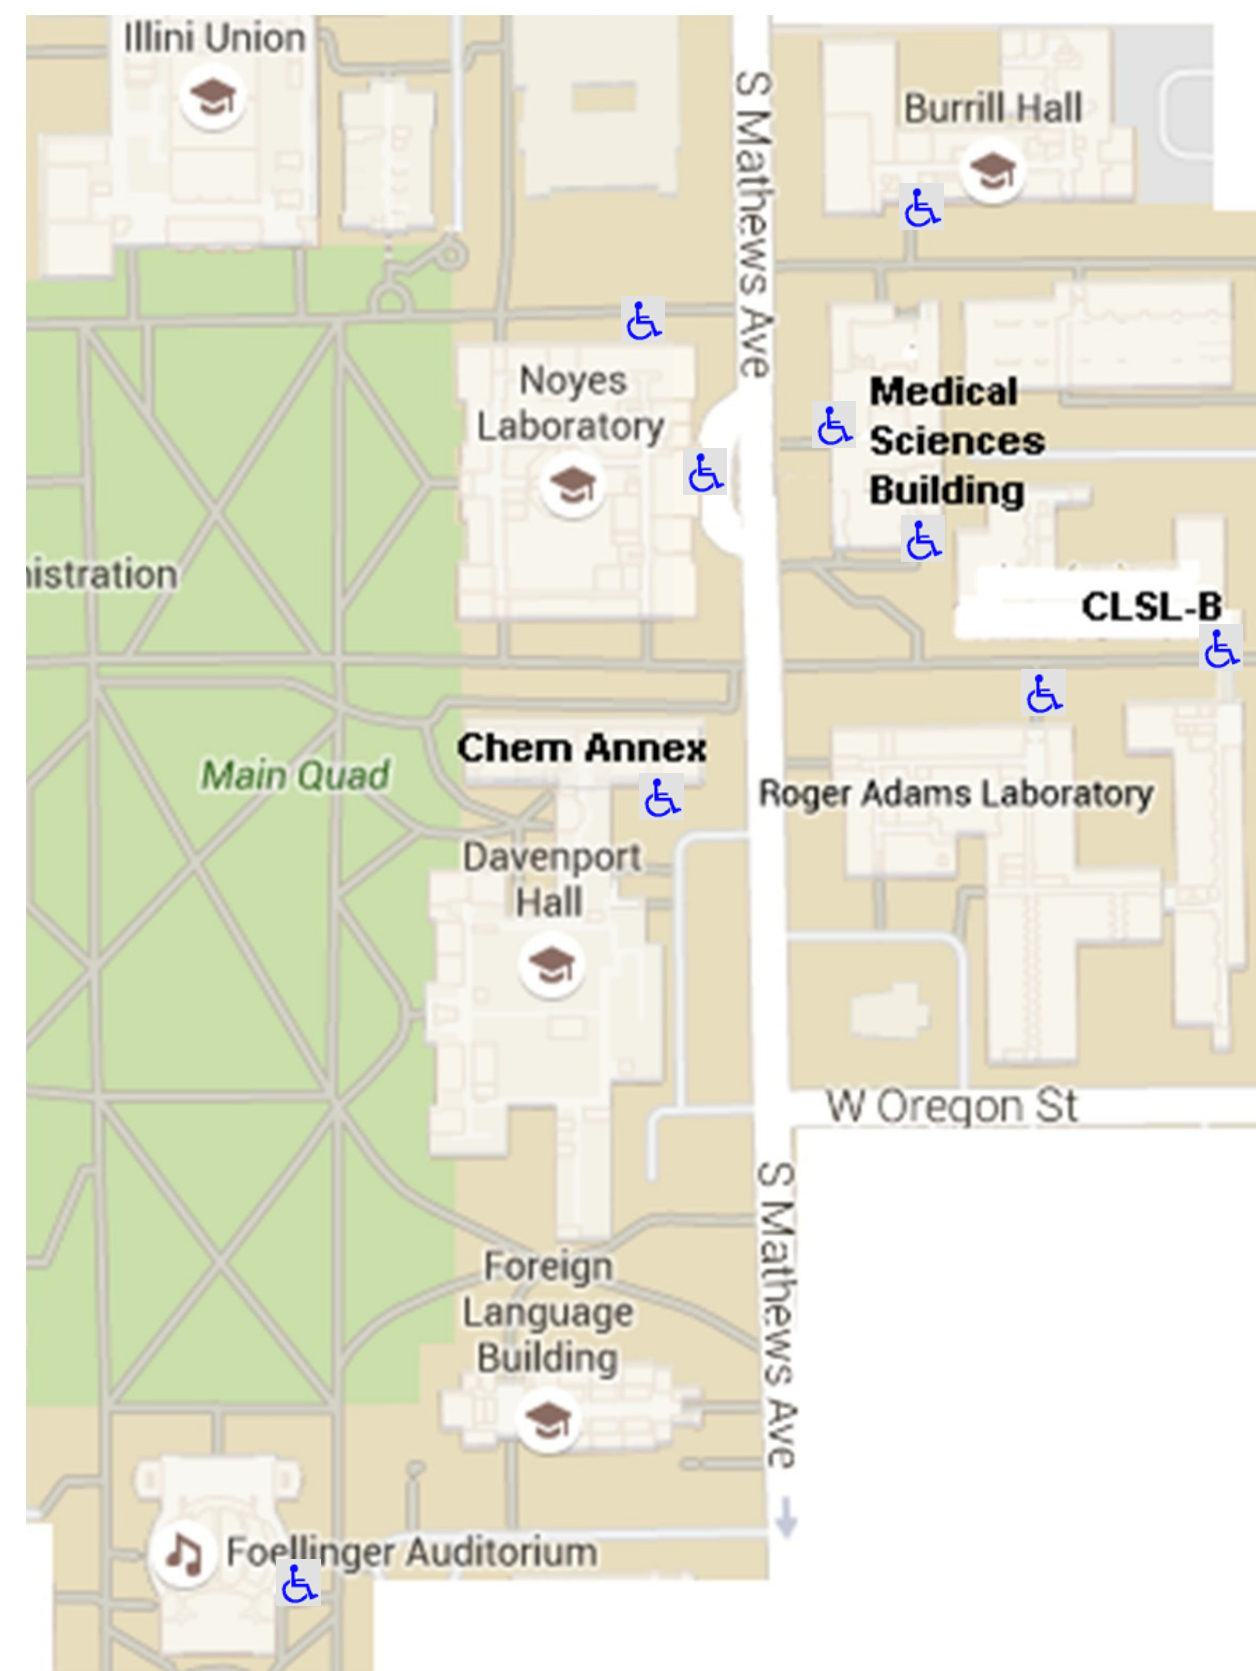 Illini Union
S Mathews Ave
Burrill Hall
Noyes
Laboratory
Medical
Sciences
Building
nistration
CLSL-B
Main Quad
Chem Annex
Roger Adams Laboratory
Davenport
Hall
W Oregon St
S Mathews Ave
Foreign
Language
Building
Foellinger Auditorium